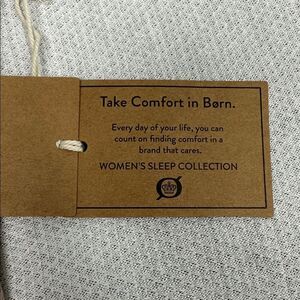 Take Comfort in Børn.
Every day of your life, you can
count on finding comfort in a
brand that cares.
WOMEN'S SLEEP COLLECTION
Ø